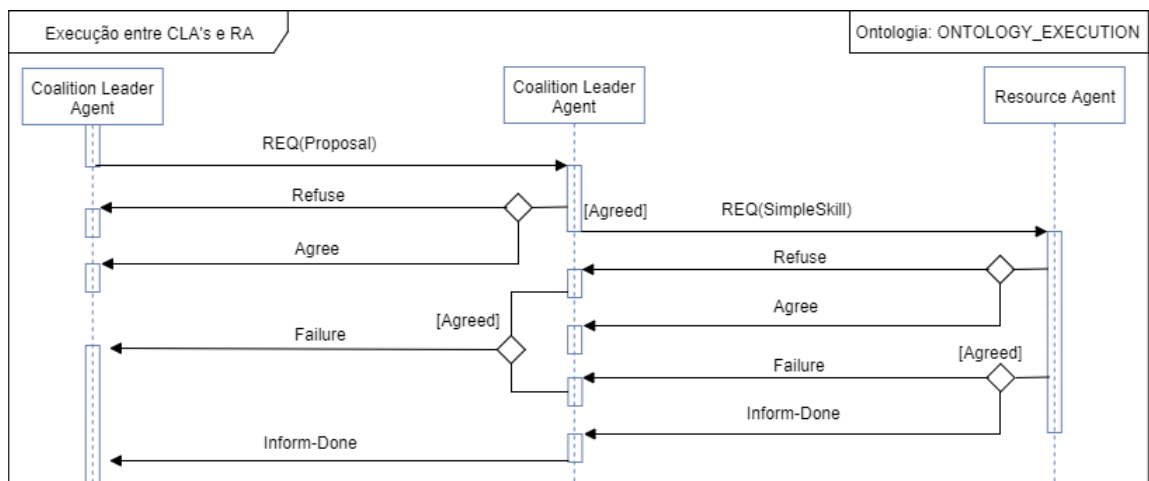 Execução entre CLA's e RA
Ontologia: ONTOLOGY_EXECUTION
Coalition Leader
Agent
Coalition Leader
Agent
Resource Agent
REQ(Proposal)
Refuse
[Agreed]
REQ(SimpleSkill)
Agree
Refuse
Agree
[Agreed]
Failure
[Agreed]
Failure
Inform-Done
Inform-Done